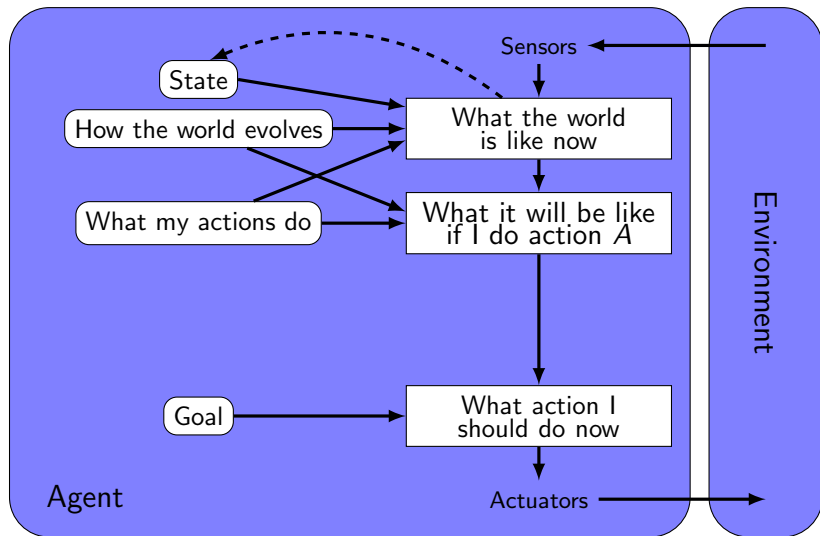 Sensors
State
What the world
is like now
How the world evolves
What my actions do
What it will be like
if I do action A
Environment
Goal
What action I
should do now
Agent
Actuators